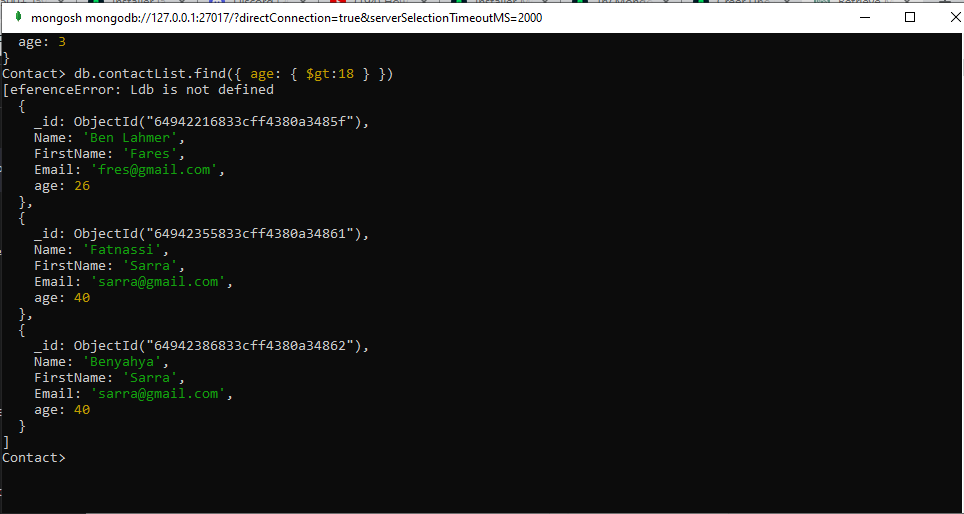 mongosh mongodb://127.0.0.1:27017/?directConnection=true&serverSelectionTimeoutMS=2000
  age: 3
}
Contact> db.contactList.find({ age: { $gt:18 } })
[eferenceError: Ldb is not defined
  {
    _id: ObjectId("64942216833cff4380a3485f"),
    Name: 'Ben Lahmer',
    FirstName: 'Fares',
    Email: 'fres@gmail.com',
    age: 26
  },
  {
    _id: ObjectId("64942355833cff4380a34861"),
    Name: 'Fatnassi',
    FirstName: 'Sarra',
    Email: 'sarra@gmail.com',
    age: 40
  },
  {
    _id: ObjectId("64942386833cff4380a34862"),
    Name: 'Benyahya',
    FirstName: 'Sarra',
    Email: 'sarra@gmail.com',
    age: 40
  }
]
Contact>